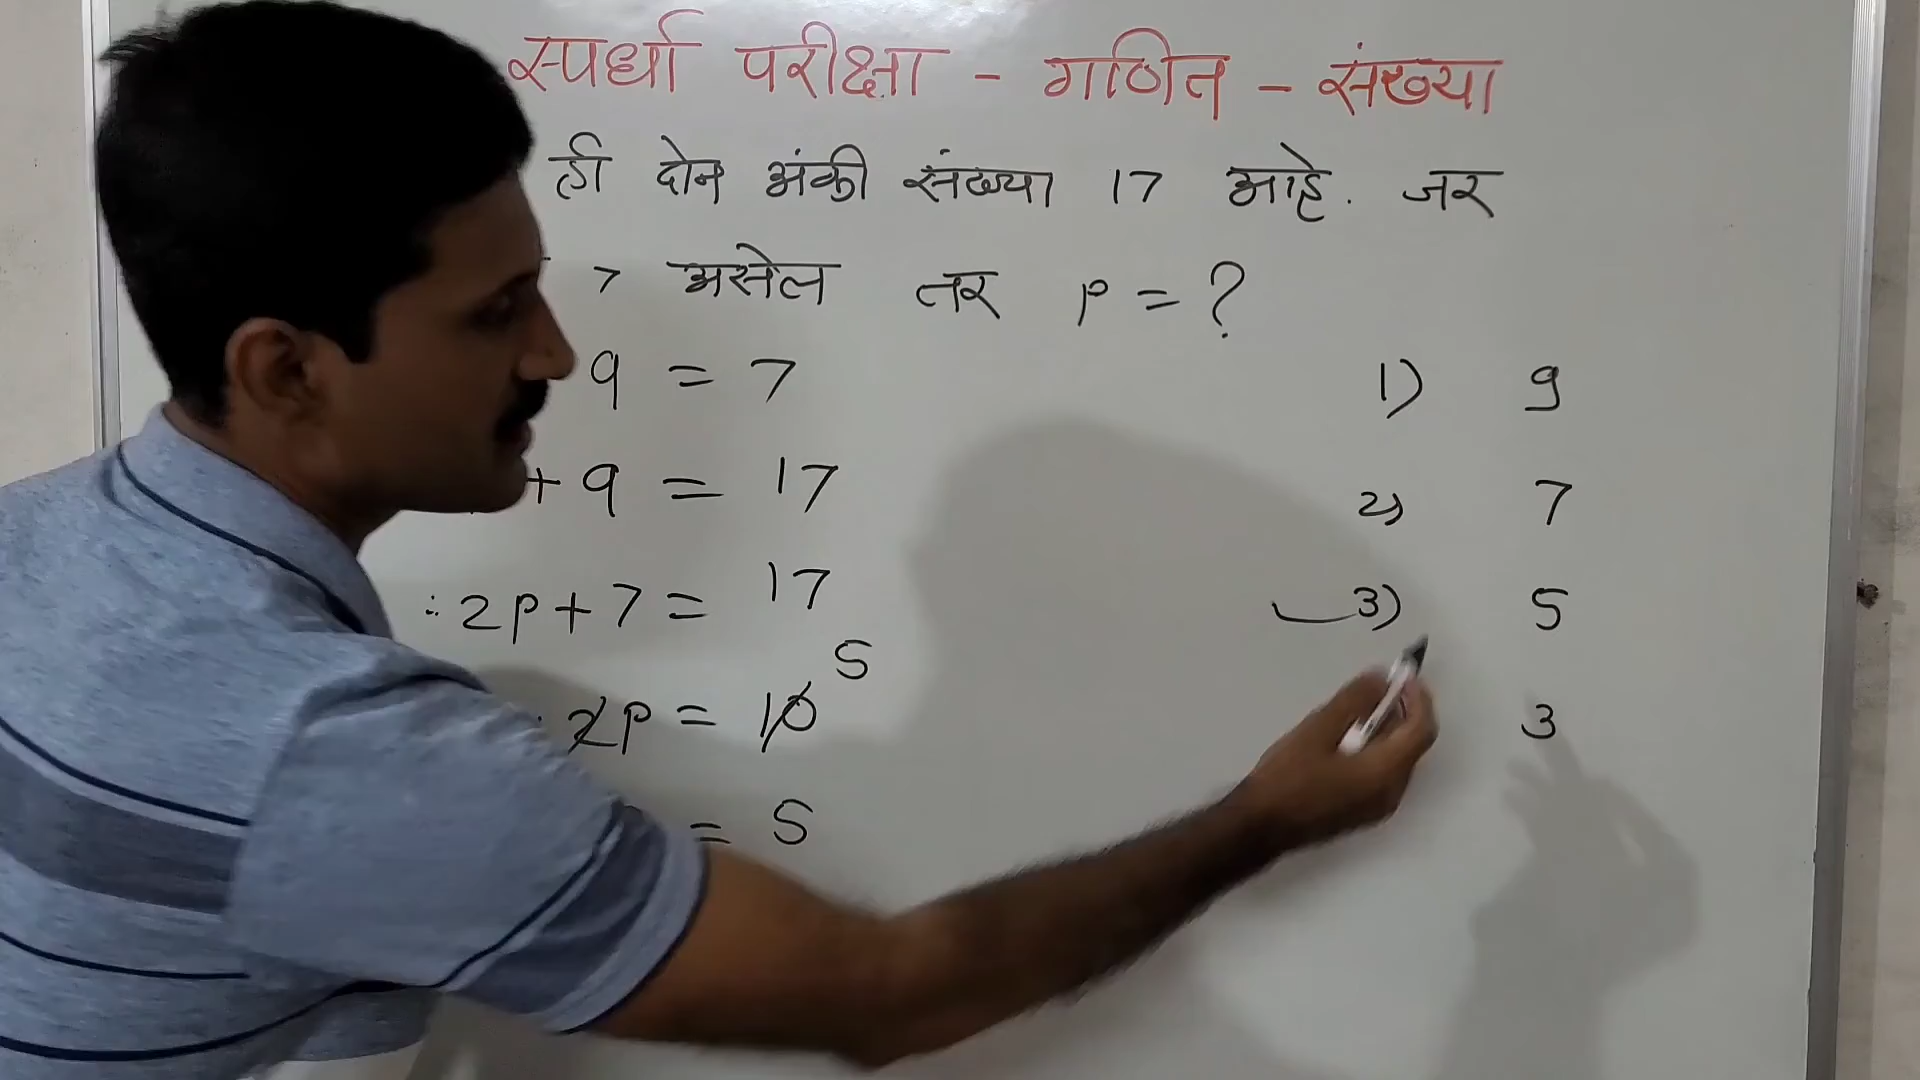 स्पर्धा परीक्षा - गणित - संख्या
ही दोन अंकी संख्या 17 आहे. जर
7 असेल तर p = ?
q = 7
+ q = 17
∴ 2p + 7 = 17
2p = 10 5
= 5
1) 9
2) 7
3) 5
3